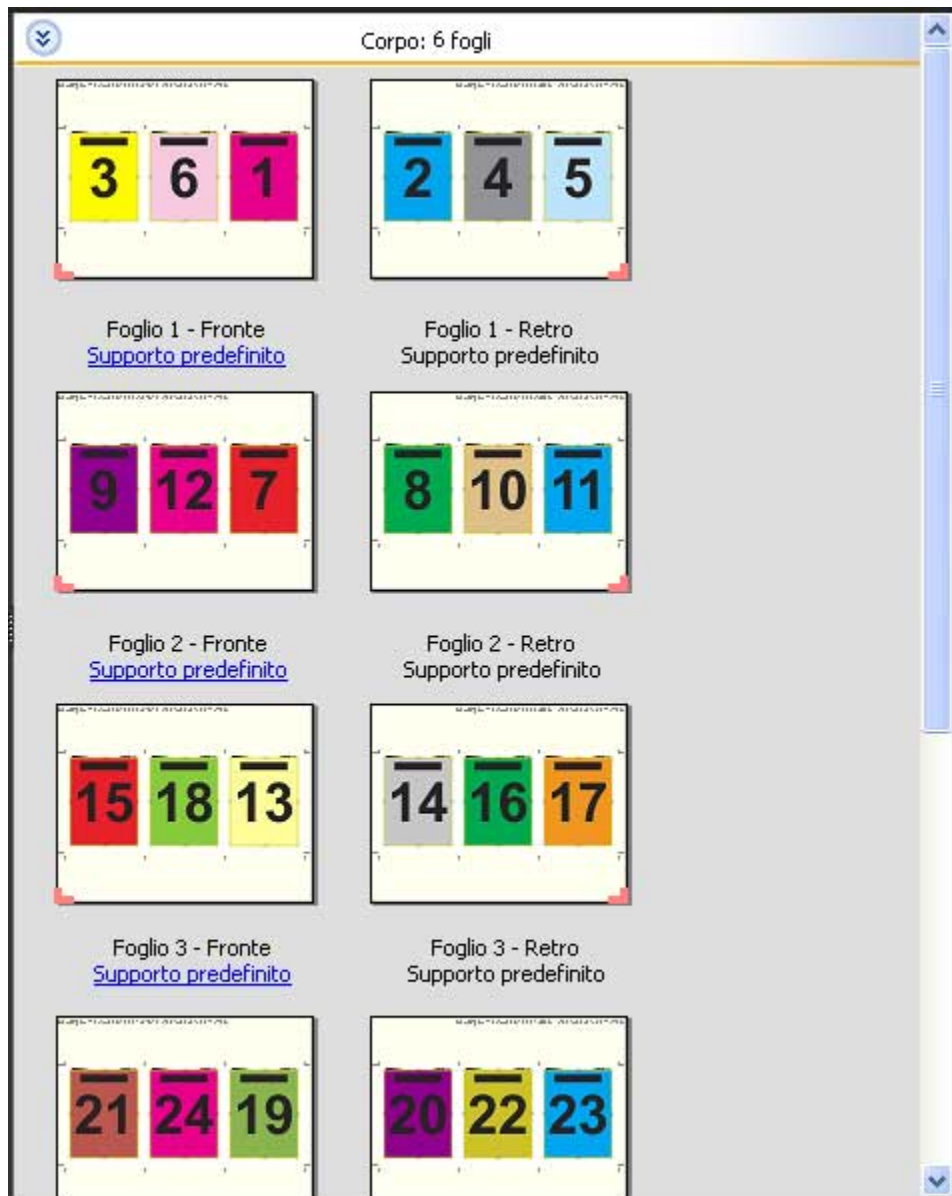 Corpo: 6 fogli
3 6 1
2 4 5
Foglio 1 - Fronte
Supporto predefinito
Foglio 1 - Retro
Supporto predefinito
9 12 7
8 10 11
Foglio 2 - Fronte
Supporto predefinito
Foglio 2 - Retro
Supporto predefinito
15 18 13
14 16 17
Foglio 3 - Fronte
Supporto predefinito
Foglio 3 - Retro
Supporto predefinito
21 24 19
20 22 23